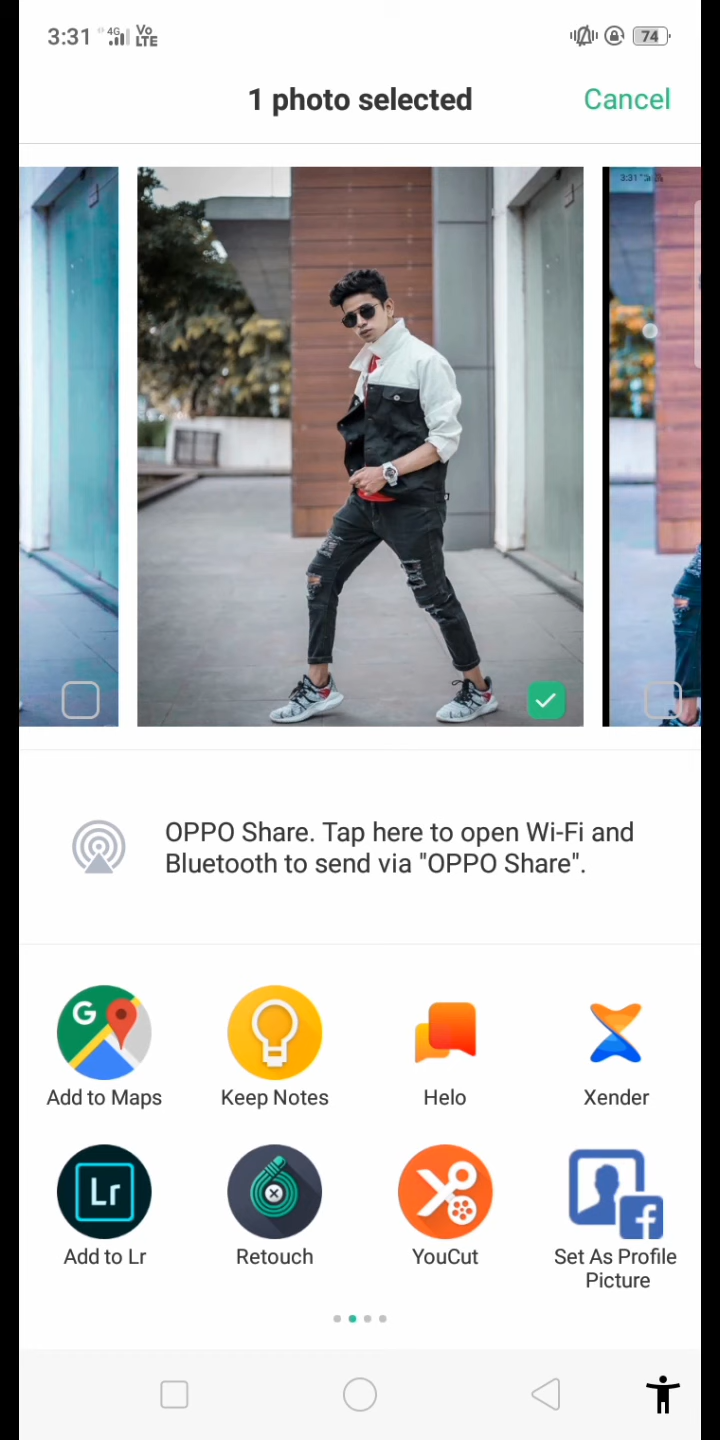 3:31 4G Vo LTE 74
1 photo selected
Cancel
3:31
OPPO Share. Tap here to open Wi-Fi and
Bluetooth to send via "OPPO Share".
G
Add to Maps
Keep Notes
Helo
Xender
Lr
Add to Lr
Retouch
YouCut
f
Set As Profile
Picture